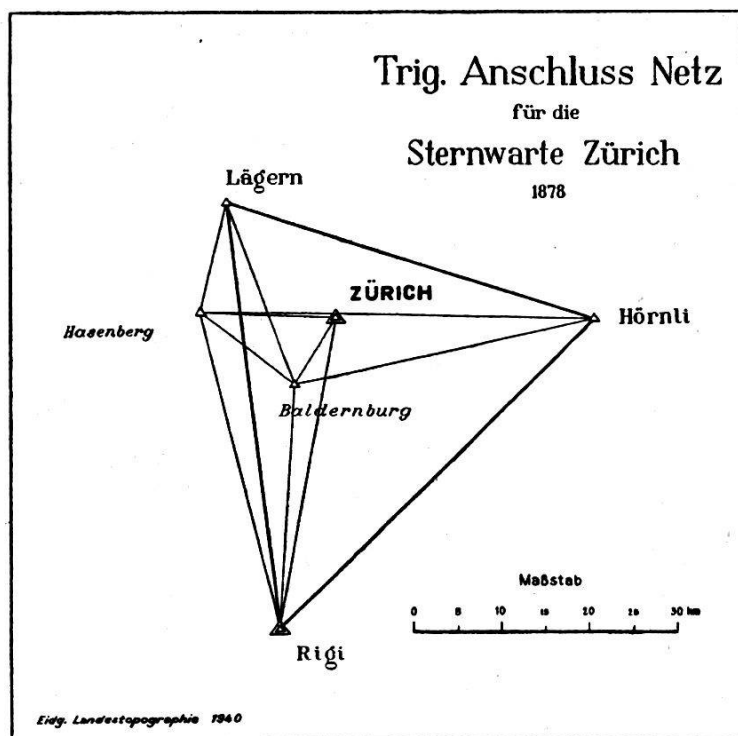 Trig. Anschluss Netz
für die
Sternwarte Zürich
1878
Lägern
ZÜRICH
Hasenberg
Hörnli
Baldernburg
Maßstab
0 5 10 15 20 25 30 km
Rigi
Eidg. Landestopographie 1940